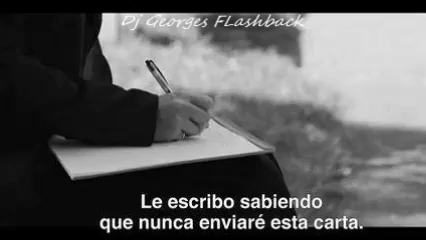 Dj Georges FLashback
Le escribo sabiendo
que nunca enviaré esta carta.